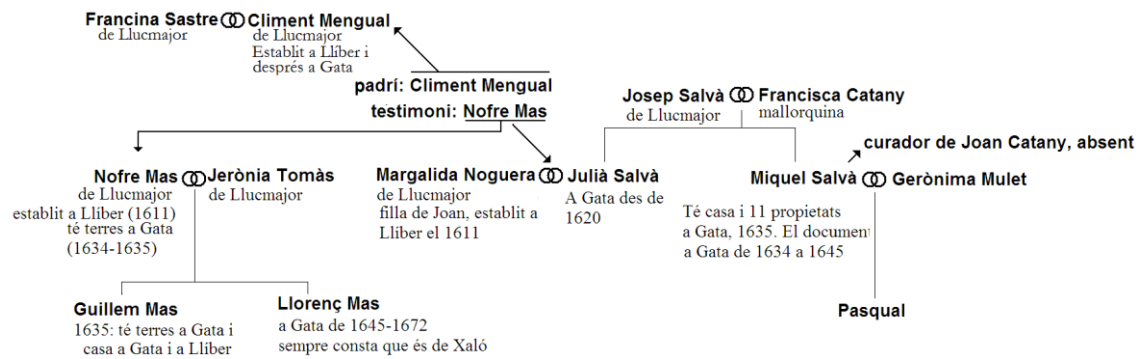 Francina Sastre
de Llucmajor
Climent Mengual
de Llucmajor
Establit a Llíber i
després a Gata
padrí: Climent Mengual
testimoni: Nofre Mas
Josep Salvà
de Llucmajor
Francisca Catany
mallorquina
curador de Joan Catany, absent
Nofre Mas
de Llucmajor
establit a Llíber (1611)
té terres a Gata
(1634-1635)
Jerònia Tomàs
de Llucmajor
Margalida Noguera
de Llucmajor
filla de Joan, establit a
Llíber el 1611
Julià Salvà
A Gata des de
1620
Miquel Salvà
Gerònima Mulet
Té casa i 11 propietats
a Gata, 1635. El document
a Gata de 1634 a 1645
Guillem Mas
1635: té terres a Gata i
casa a Gata i a Llíber
Llorenç Mas
a Gata de 1645-1672
sempre consta que és de Xaló
Pasqual